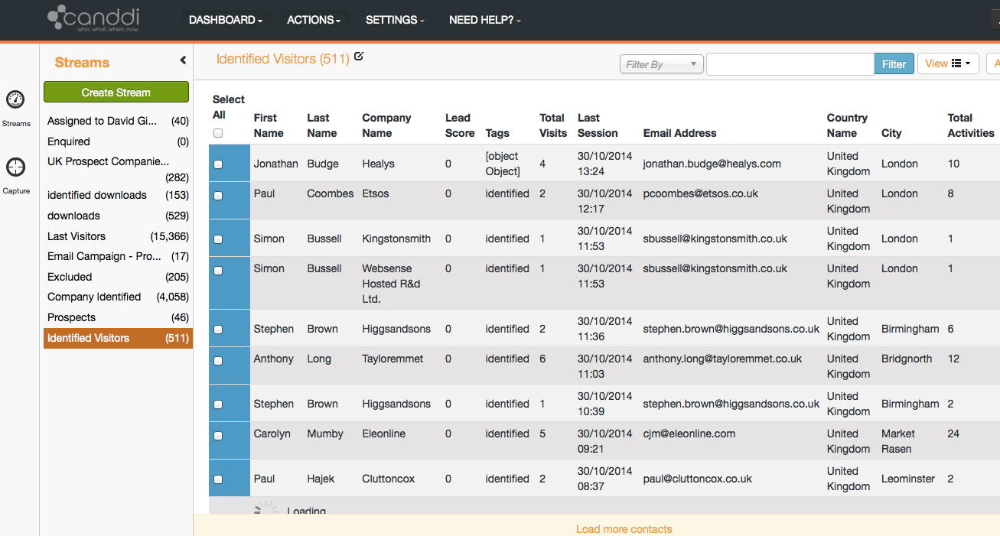 canddi
who. what. when. now.
DASHBOARD
ACTIONS
SETTINGS
NEED HELP?
Streams
Capture
Streams
Create Stream
Assigned to David Gi... (40)
Enquired (0)
UK Prospect Companie...
(282)
identified downloads (153)
downloads (529)
Last Visitors (15,366)
Email Campaign - Pro... (17)
Excluded (205)
Company Identified (4,058)
Prospects (46)
Identified Visitors (511)
Identified Visitors (511)
Filter By
Filter
View
A
Select
All
First
Name
Last
Name
Company
Name
Lead
Score
Tags
Total
Visits
Last
Session
Email Address
Country
Name
City
Total
Activities
Jonathan Budge Healys 0 [object 4 30/10/2014 jonathan.budge@healys.com United London 10
Object] 13:24 Kingdom
Paul Coombes Etsos 0 identified 2 30/10/2014 pcoombes@etsos.co.uk United London 8
12:17 Kingdom
Simon Bussell Kingstonsmith 0 identified 1 30/10/2014 sbussell@kingstonsmith.co.uk United London 1
11:53 Kingdom
Simon Bussell Websense 0 identified 1 30/10/2014 sbussell@kingstonsmith.co.uk United London 1
Hosted R&d 11:53 Kingdom
Ltd.
Stephen Brown Higgsandsons 0 identified 2 30/10/2014 stephen.brown@higgsandsons.co.uk United Birmingham 6
11:36 Kingdom
Anthony Long Tayloremmet 0 identified 6 30/10/2014 anthony.long@tayloremmet.co.uk United Bridgnorth 12
11:03 Kingdom
Stephen Brown Higgsandsons 0 identified 1 30/10/2014 stephen.brown@higgsandsons.co.uk United Birmingham 2
10:39 Kingdom
Carolyn Mumby Eleonline 0 identified 5 30/10/2014 cjm@eleonline.com United Market 24
09:21 Kingdom Rasen
Paul Hajek Cluttoncox 0 identified 2 30/10/2014 paul@cluttoncox.co.uk United Leominster 2
08:37 Kingdom
Loading
Load more contacts